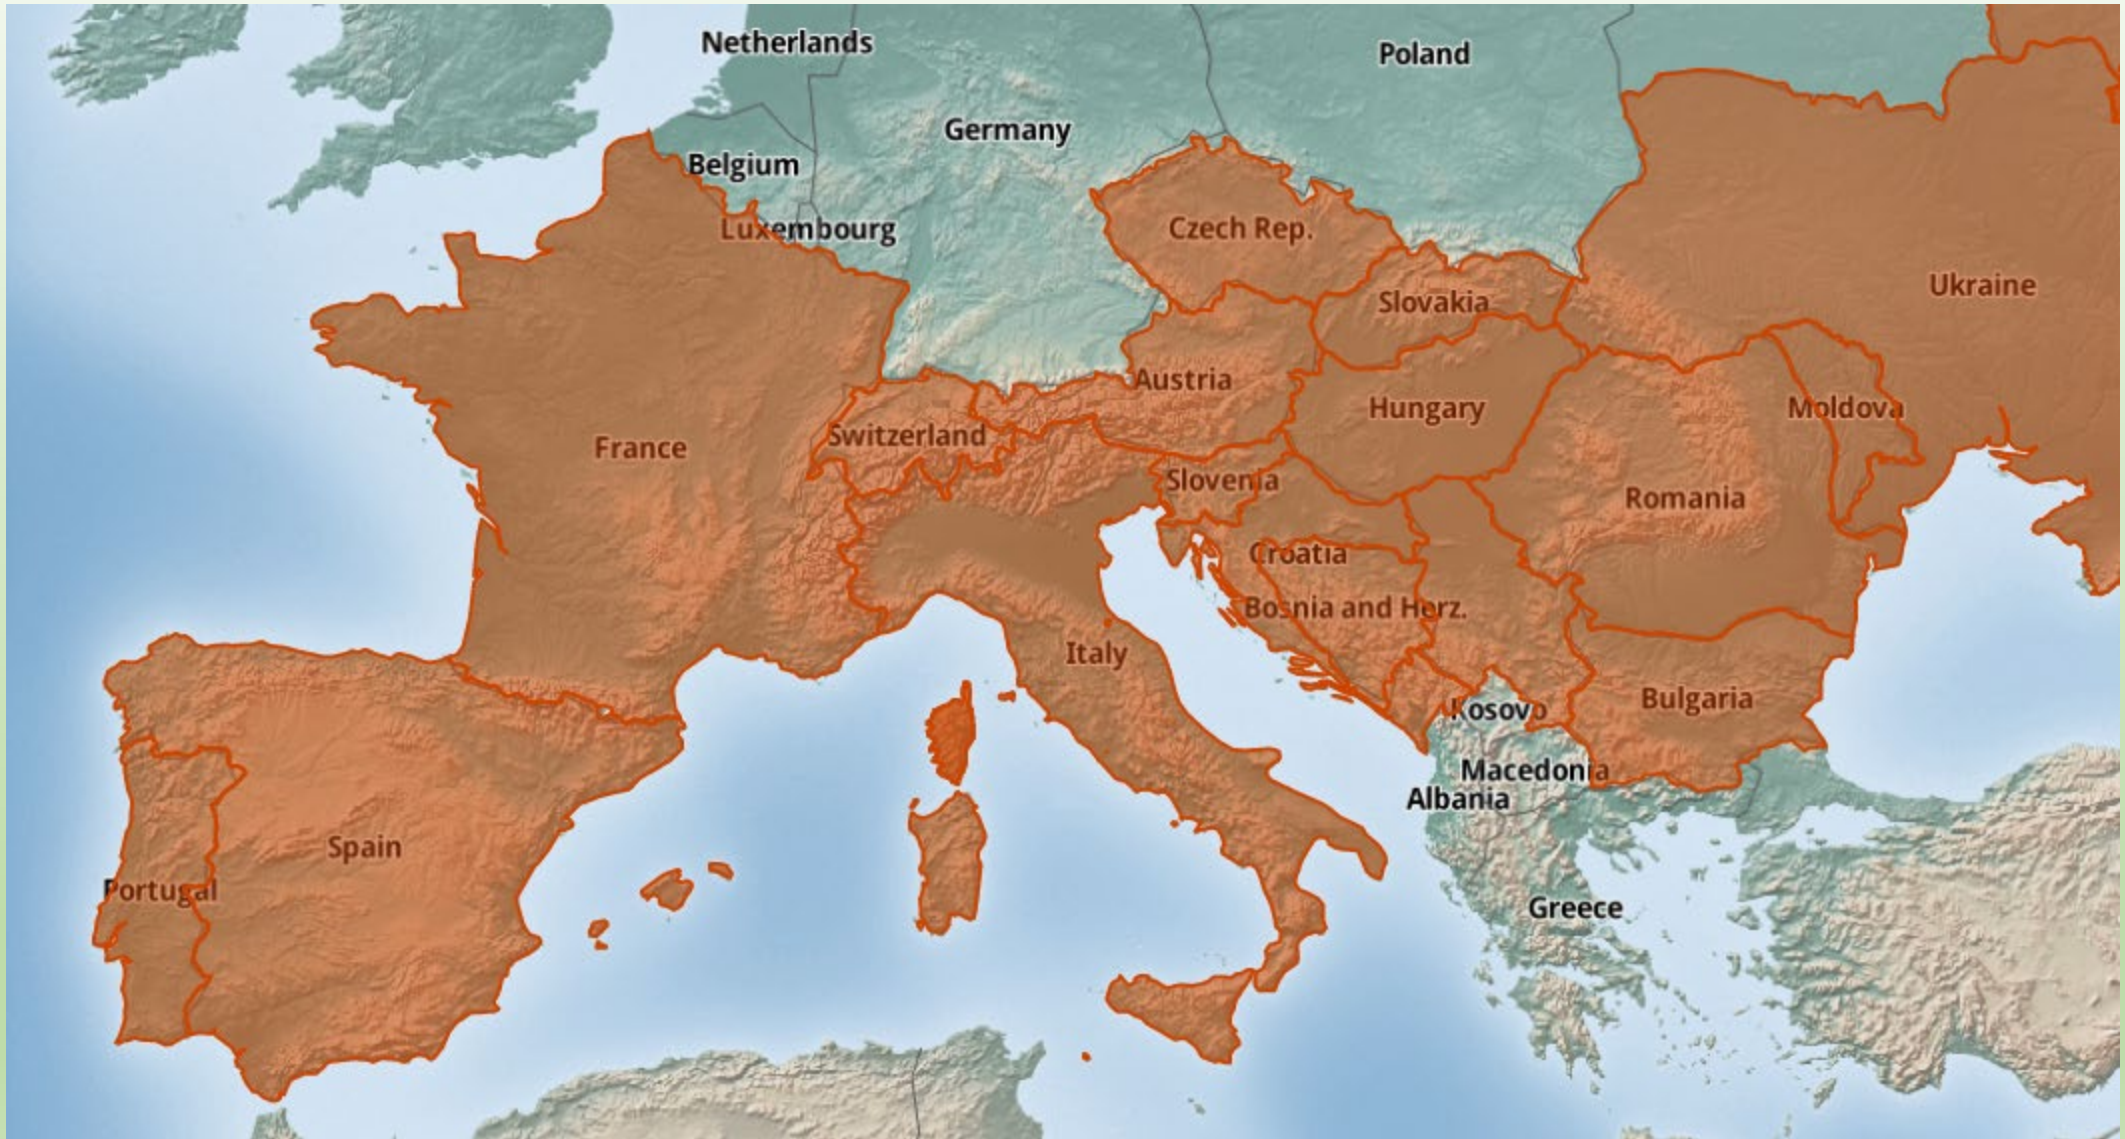 Netherlands
Poland
Germany
Belgium
Luxembourg
Czech Rep.
Ukraine
Slovakia
Austria
Hungary
Moldova
Switzerland
France
Slovenia
Romania
Croatia
Bosnia and Herz.
Italy
Bulgaria
Kosovo
Macedonia
Albania
Spain
Portugal
Greece